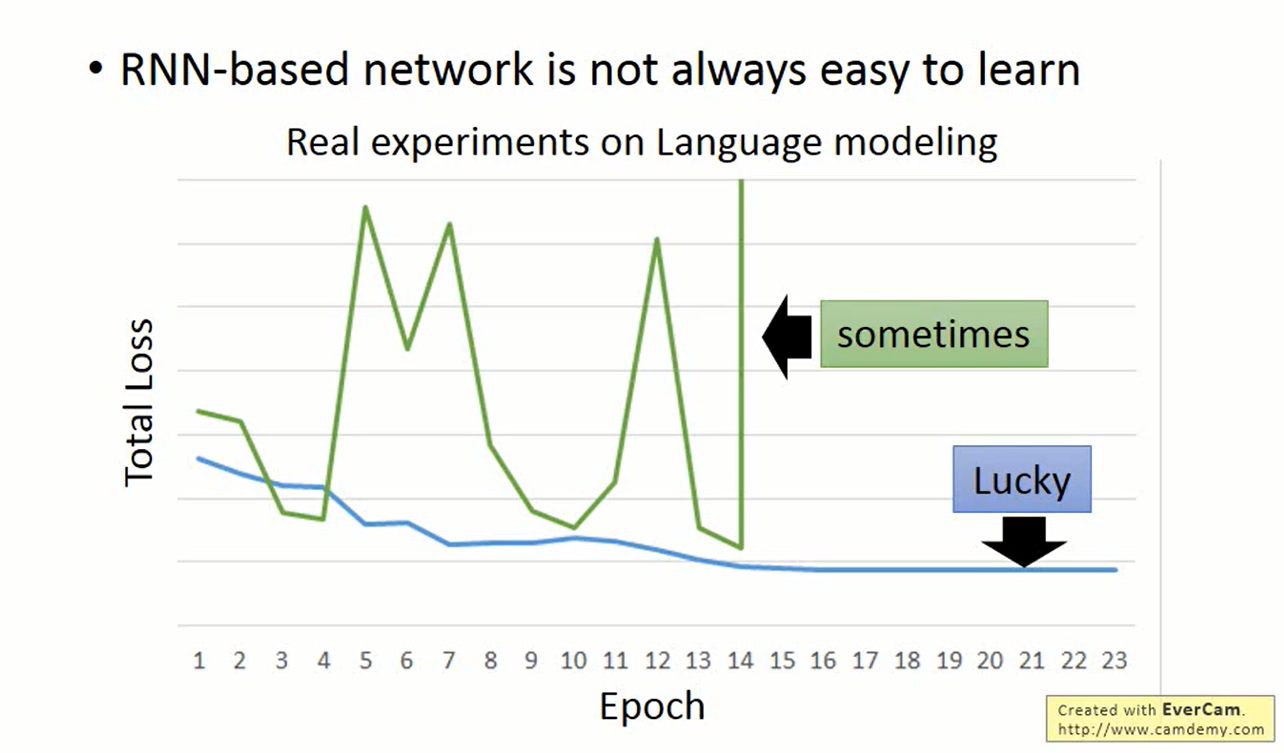 • RNN-based network is not always easy to learn
Real experiments on Language modeling
Total Loss
sometimes
Lucky
1 2 3 4 5 6 7 8 9 10 11 12 13 14 15 16 17 18 19 20 21 22 23
Epoch
Created with EverCam.
http://www.camdemy.com